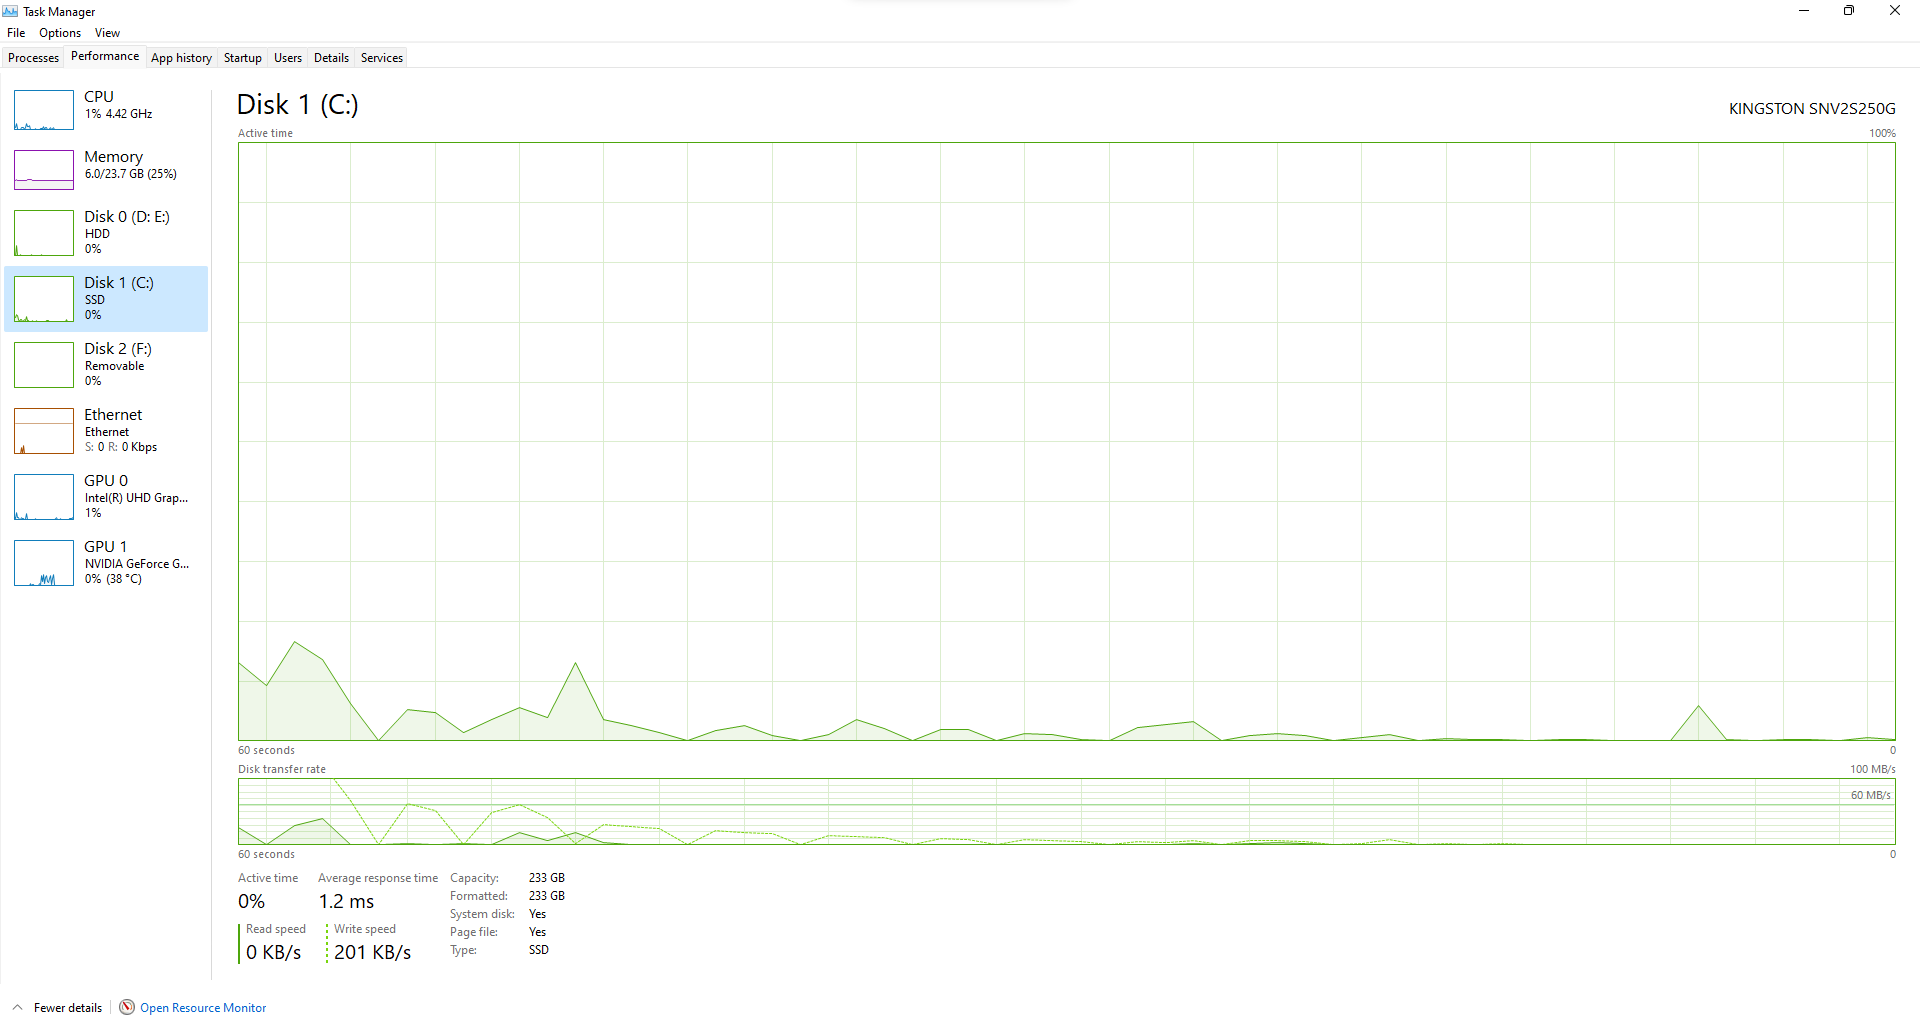 Task Manager
File Options View
Processes Performance App history Startup Users Details Services
CPU
1% 4.42 GHz
Memory
6.0/23.7 GB (25%)
Disk 0 (D: E:)
HDD
0%
Disk 1 (C:)
SSD
0%
Disk 2 (F:)
Removable
0%
Ethernet
Ethernet
S: 0 R: 0 Kbps
GPU 0
Intel(R) UHD Grap...
1%
GPU 1
NVIDIA GeForce G...
0% (38 °C)
Disk 1 (C:) KINGSTON SNV2S250G
Active time 100%
60 seconds 0
Disk transfer rate 100 MB/s
60 MB/s
60 seconds 0
Active time Average response time
0% 1.2 ms
Read speed Write speed
0 KB/s 201 KB/s
Capacity: 233 GB
Formatted: 233 GB
System disk: Yes
Page file: Yes
Type: SSD
Fewer details Open Resource Monitor